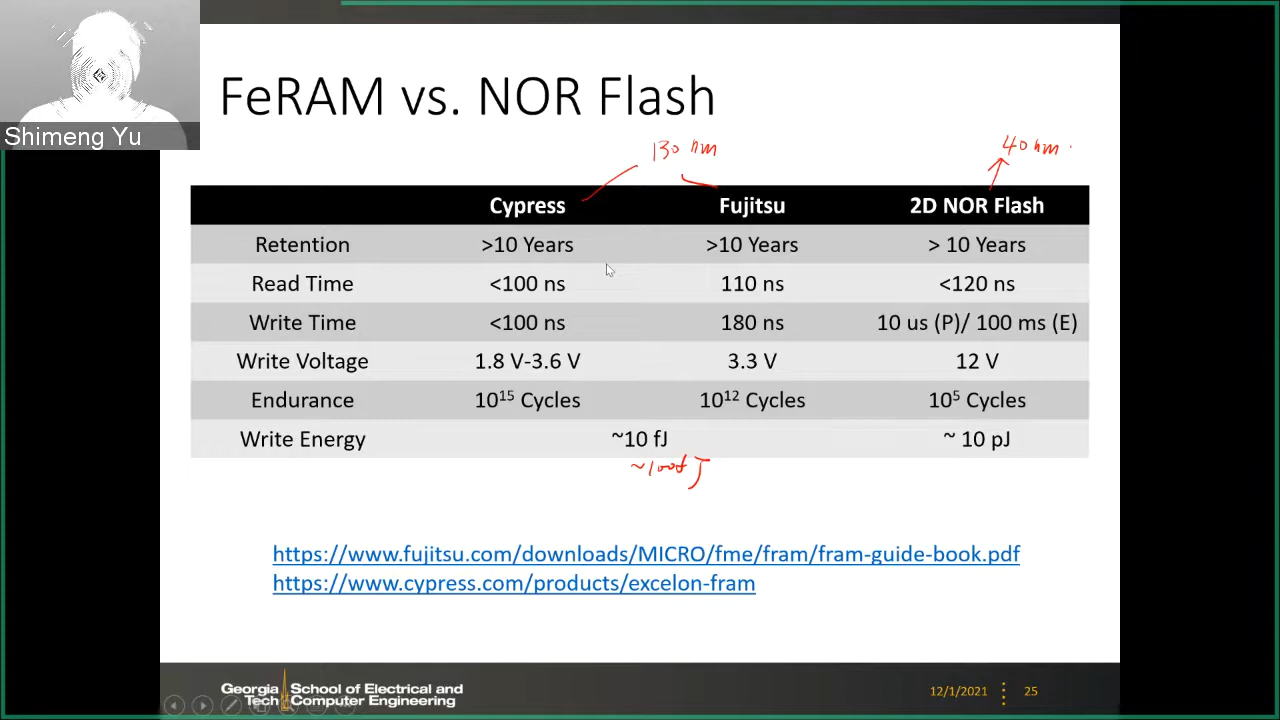 Shimeng Yu
FeRAM vs. NOR Flash
130 nm
40 nm
Cypress Fujitsu 2D NOR Flash
Retention >10 Years >10 Years > 10 Years
Read Time <100 ns 110 ns <120 ns
Write Time <100 ns 180 ns 10 us (P)/ 100 ms (E)
Write Voltage 1.8 V-3.6 V 3.3 V 12 V
Endurance 10¹⁵ Cycles 10¹² Cycles 10⁵ Cycles
Write Energy ~10 fJ ~ 10 pJ
~100fJ
https://www.fujitsu.com/downloads/MICRO/fme/fram/fram-guide-book.pdf
https://www.cypress.com/products/excelon-fram
Georgia Tech School of Electrical and Computer Engineering
12/1/2021 25